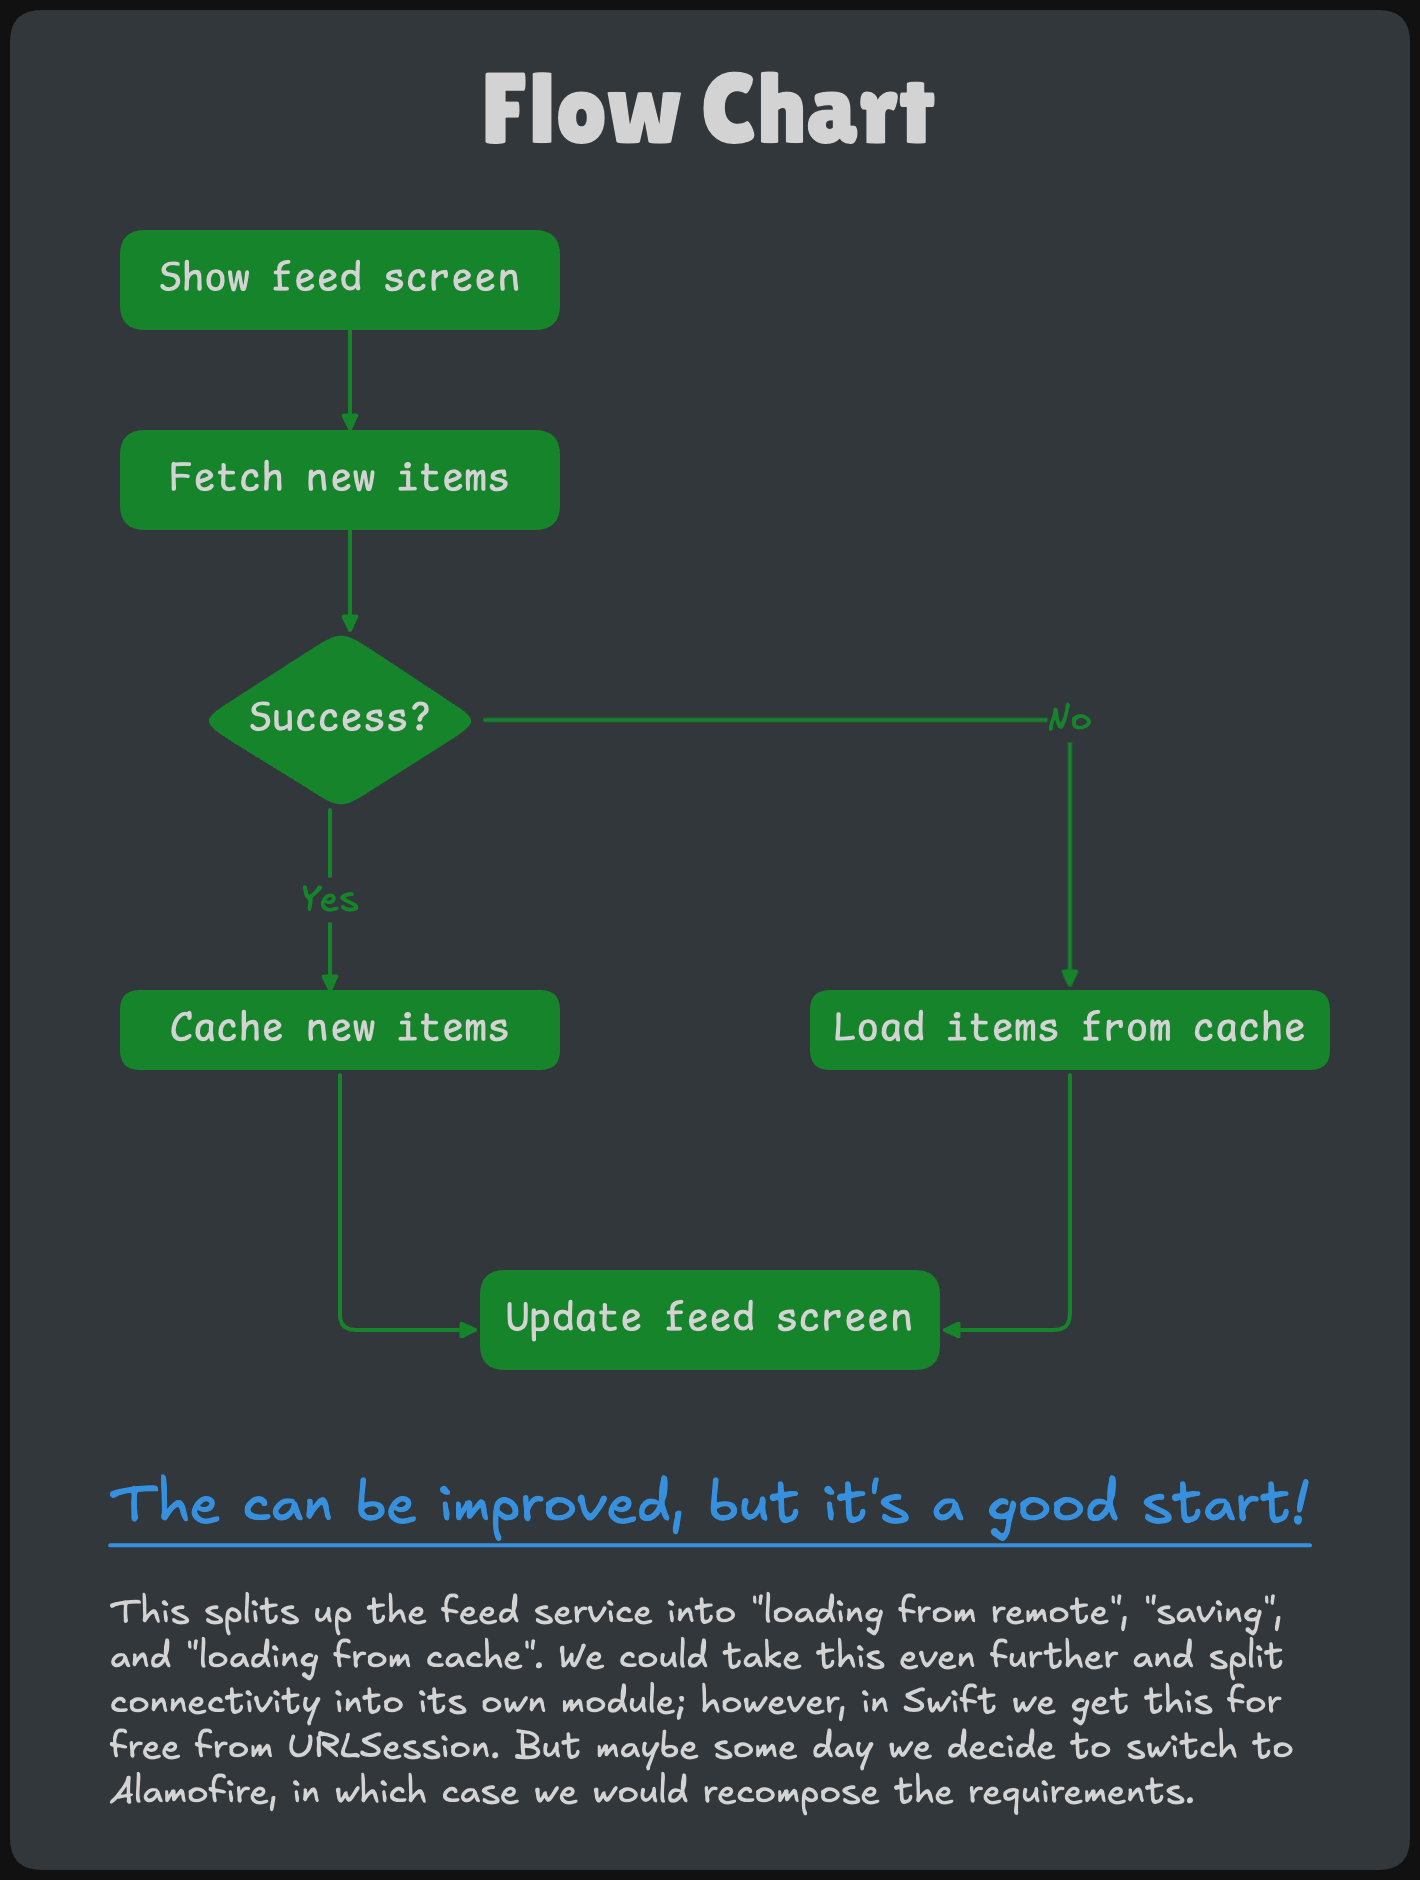 Flow Chart
Show feed screen
Fetch new items
Success?
No
Yes
Cache new items
Load items from cache
Update feed screen
The can be improved, but it's a good start!
This splits up the feed service into "loading from remote", "saving",
and "loading from cache". We could take this even further and split
connectivity into its own module; however, in Swift we get this for
free from URLSession. But maybe some day we decide to switch to
Alamofire, in which case we would recompose the requirements.